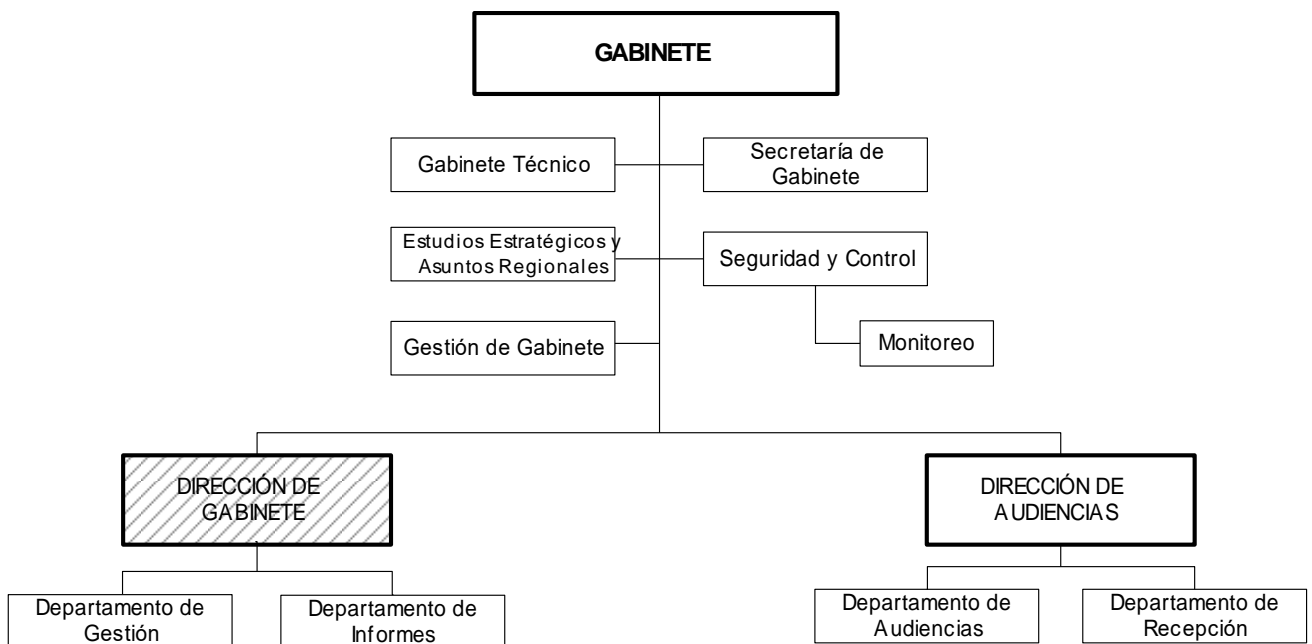 GABINETE
Gabinete Técnico
Secretaría de
Gabinete
Estudios Estratégicos y
Asuntos Regionales
Seguridad y Control
Gestión de Gabinete
Monitoreo
DIRECCIÓN DE
GABINETE
DIRECCIÓN DE
AUDIENCIAS
Departamento de
Gestión
Departamento de
Informes
Departamento de
Audiencias
Departamento de
Recepción